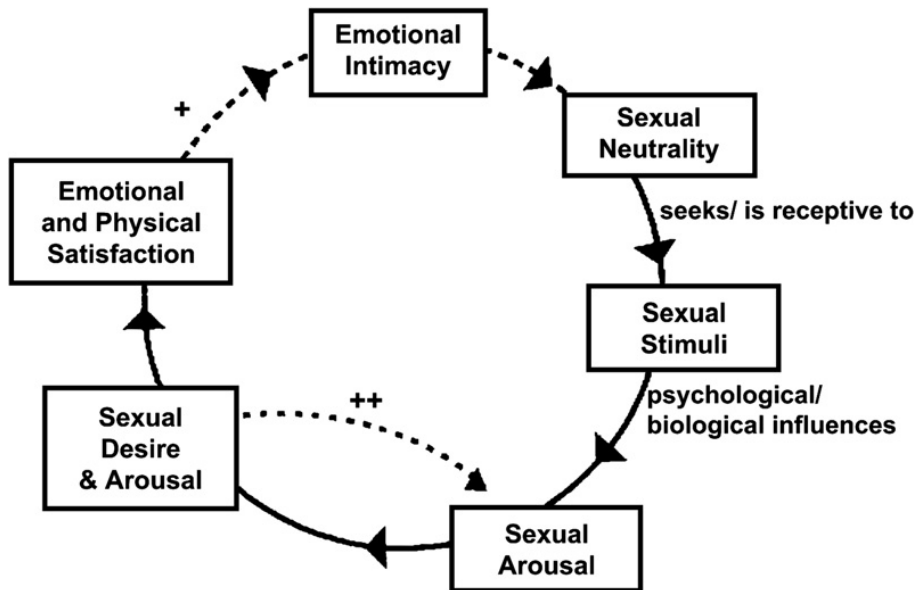 Emotional
Intimacy
+
Sexual
Neutrality
Emotional
and Physical
Satisfaction
seeks/ is receptive to
Sexual
Stimuli
psychological/
biological influences
++
Sexual
Desire
& Arousal
Sexual
Arousal